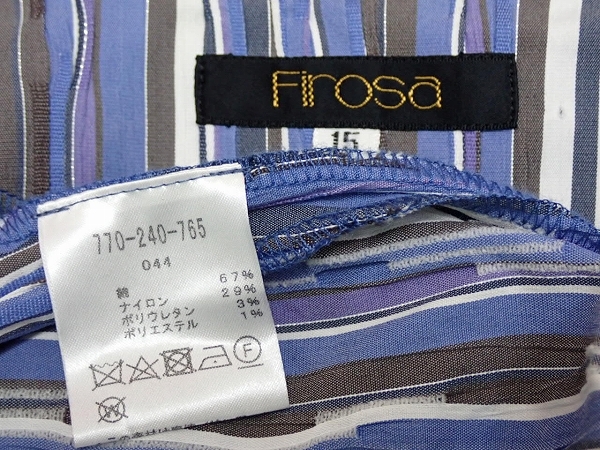 Firosa
15
770-240-765
044
綿 67%
ナイロン 29%
ポリウレタン 3%
ポリエステル 1%